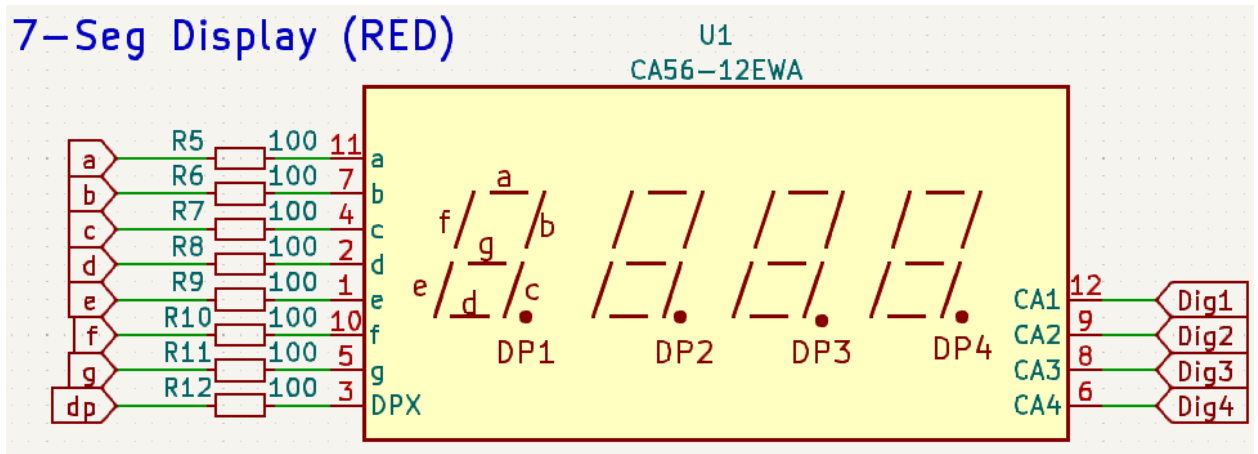 7-Seg Display (RED)
U1
CA56-12EWA
a R5 100 11 a
b R6 100 7 b
c R7 100 4 c
d R8 100 2 d
e R9 100 1 e
f R10 100 10 f
g R11 100 5 g
dp R12 100 3 DPX
a
f b
g
e d c
DP1 DP2 DP3 DP4
CA1 12 Dig1
CA2 9 Dig2
CA3 8 Dig3
CA4 6 Dig4